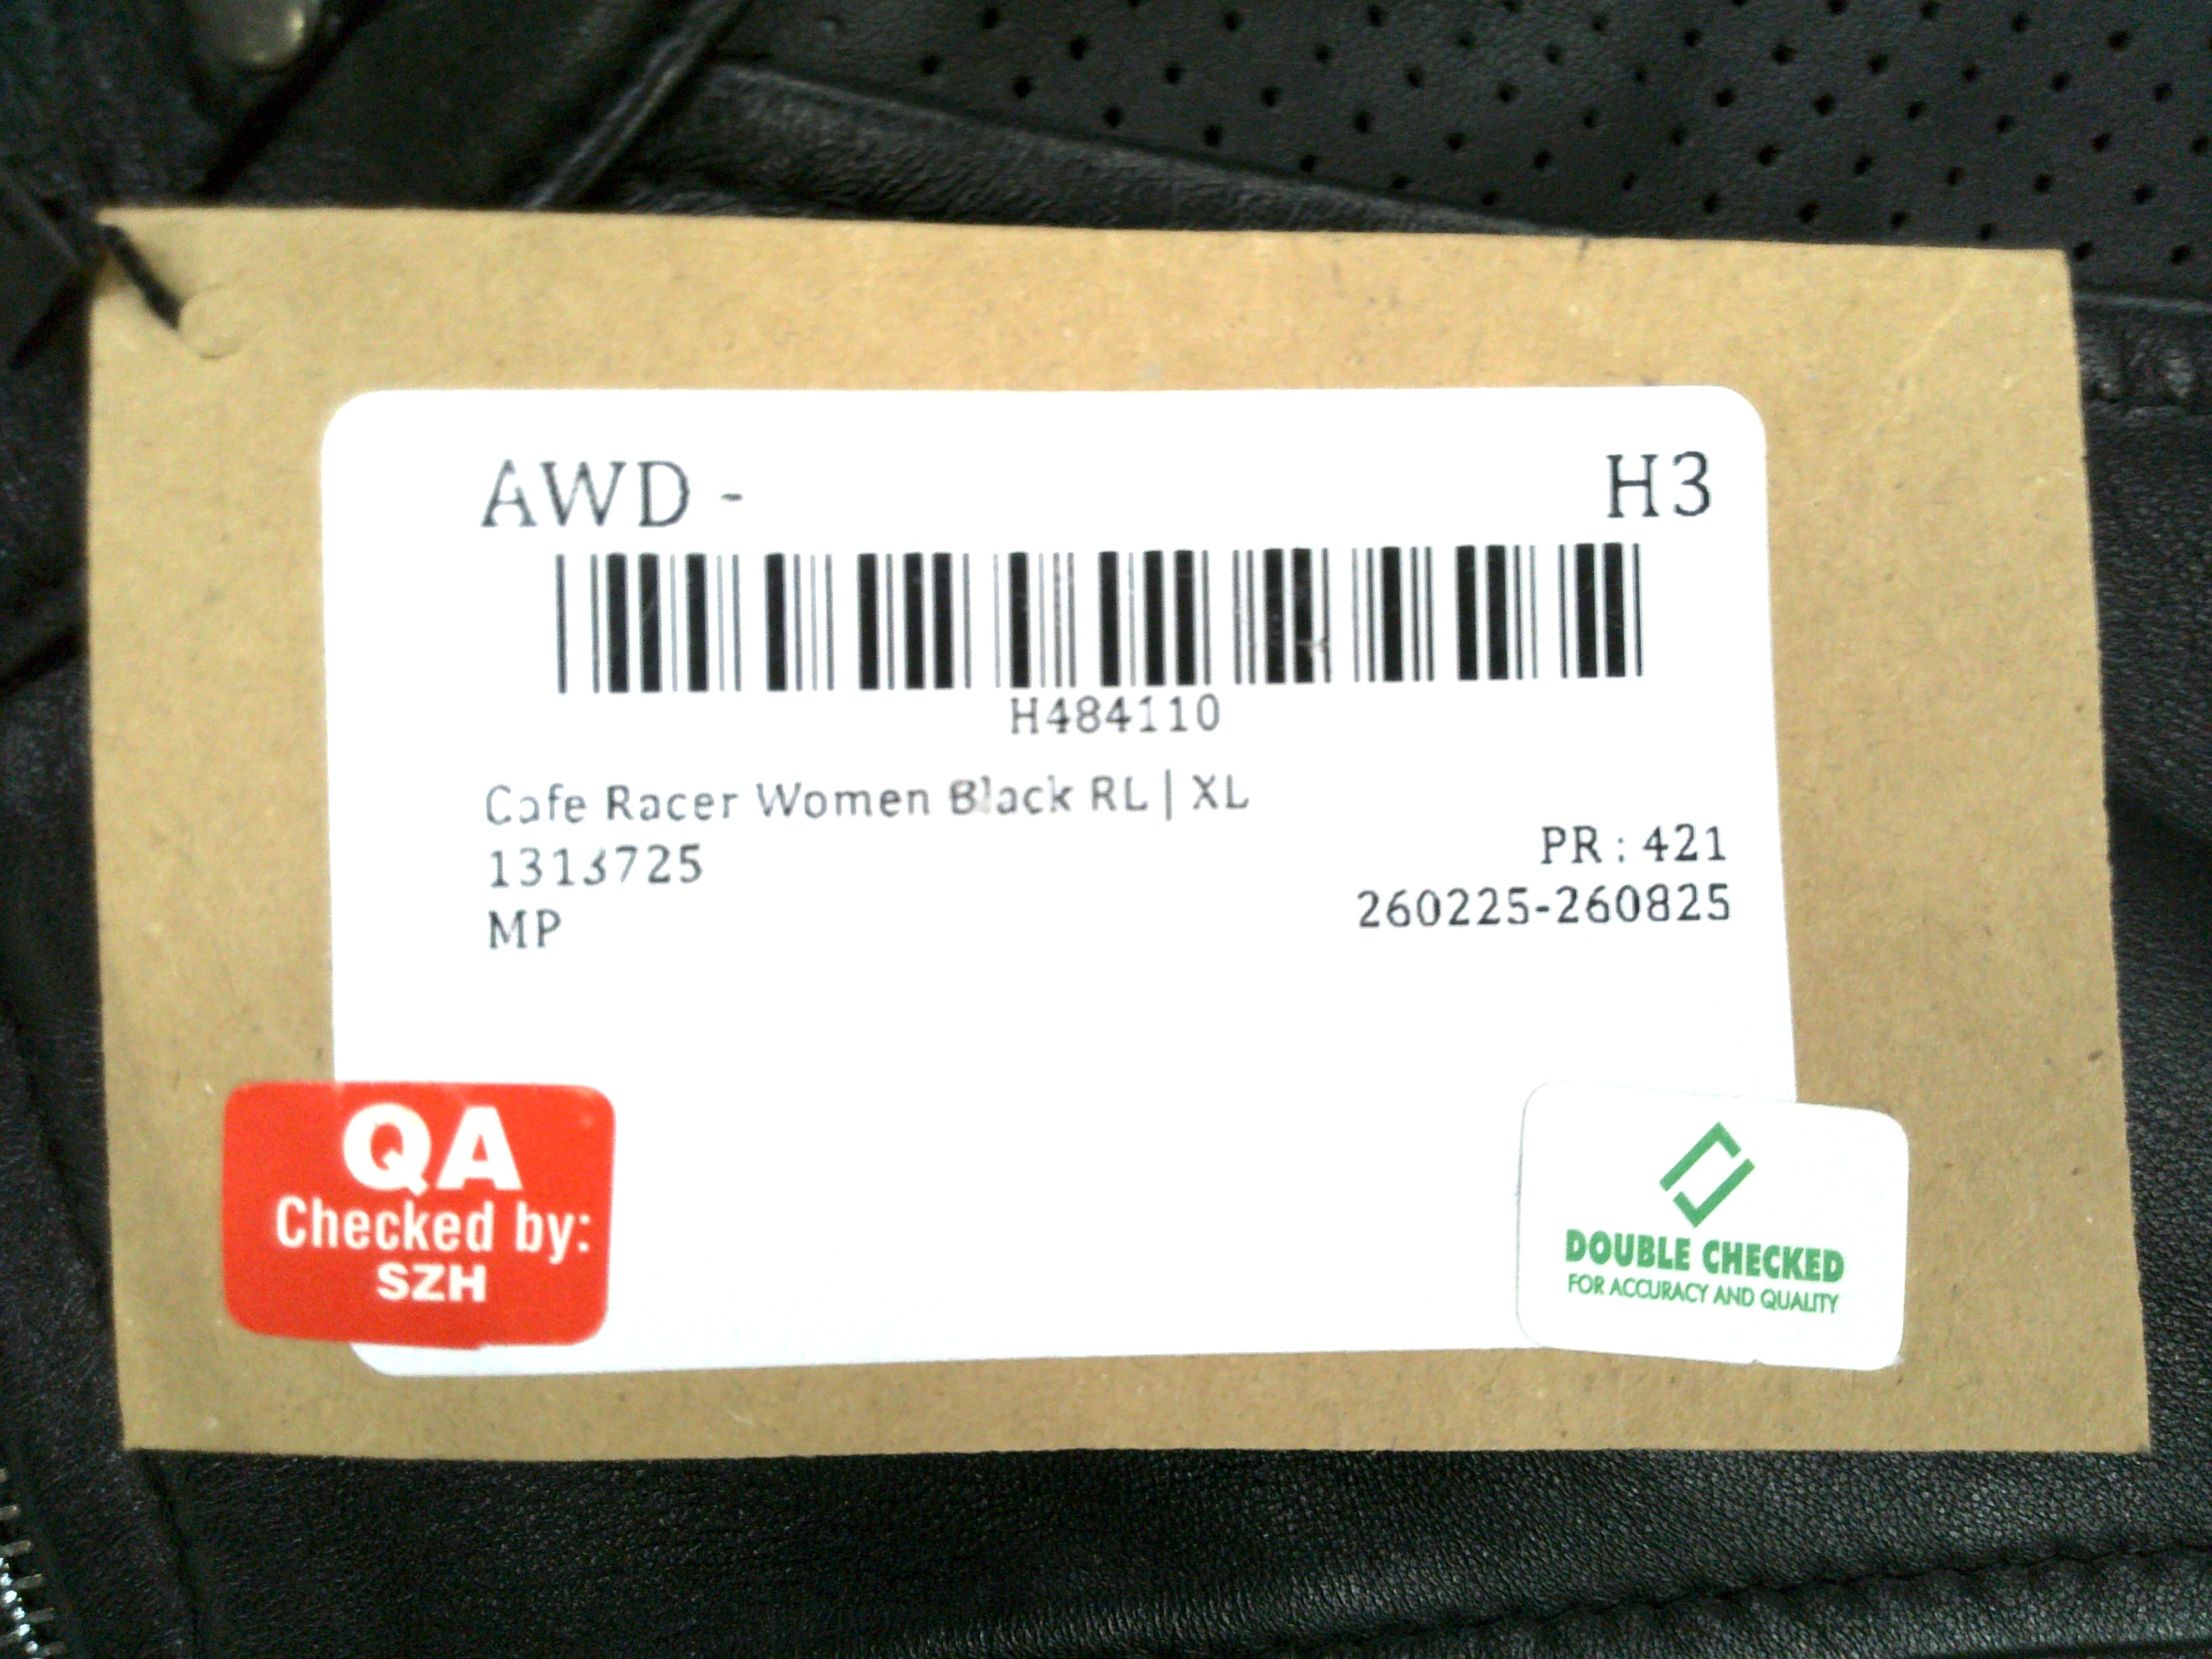 AWD - H3
H484110
Cafe Racer Women Black RL | XL
1313725
PR : 421
MP
260225-260825
QA
Checked by:
SZH
DOUBLE CHECKED
FOR ACCURACY AND QUALITY